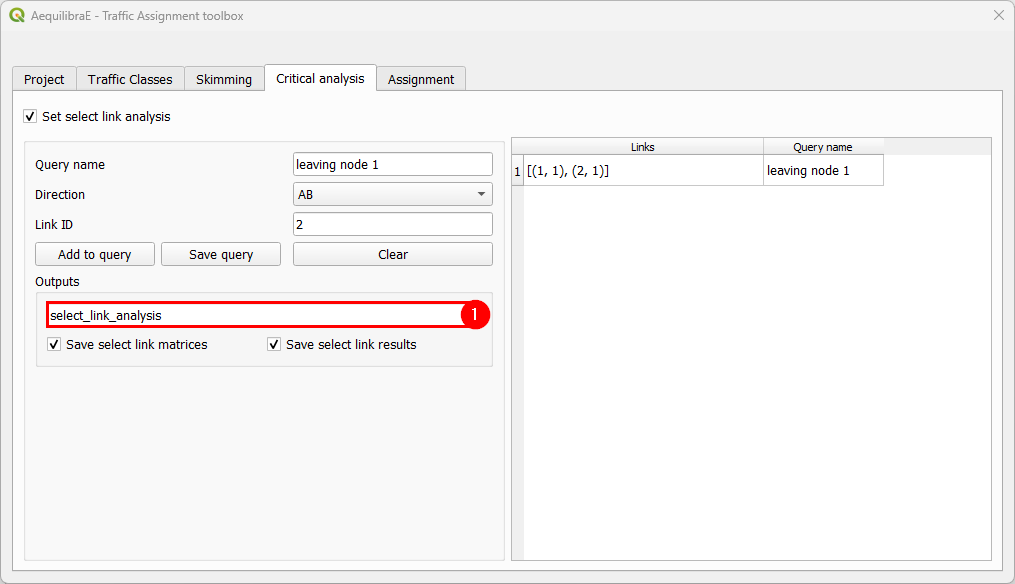 AequilibraE - Traffic Assignment toolbox
Project
Traffic Classes
Skimming
Critical analysis
Assignment
Set select link analysis
Query name
leaving node 1
Direction
AB
Link ID
2
Add to query
Save query
Clear
Outputs
select_link_analysis
1
Save select link matrices
Save select link results
Links
Query name
1
[(1, 1), (2, 1)]
leaving node 1